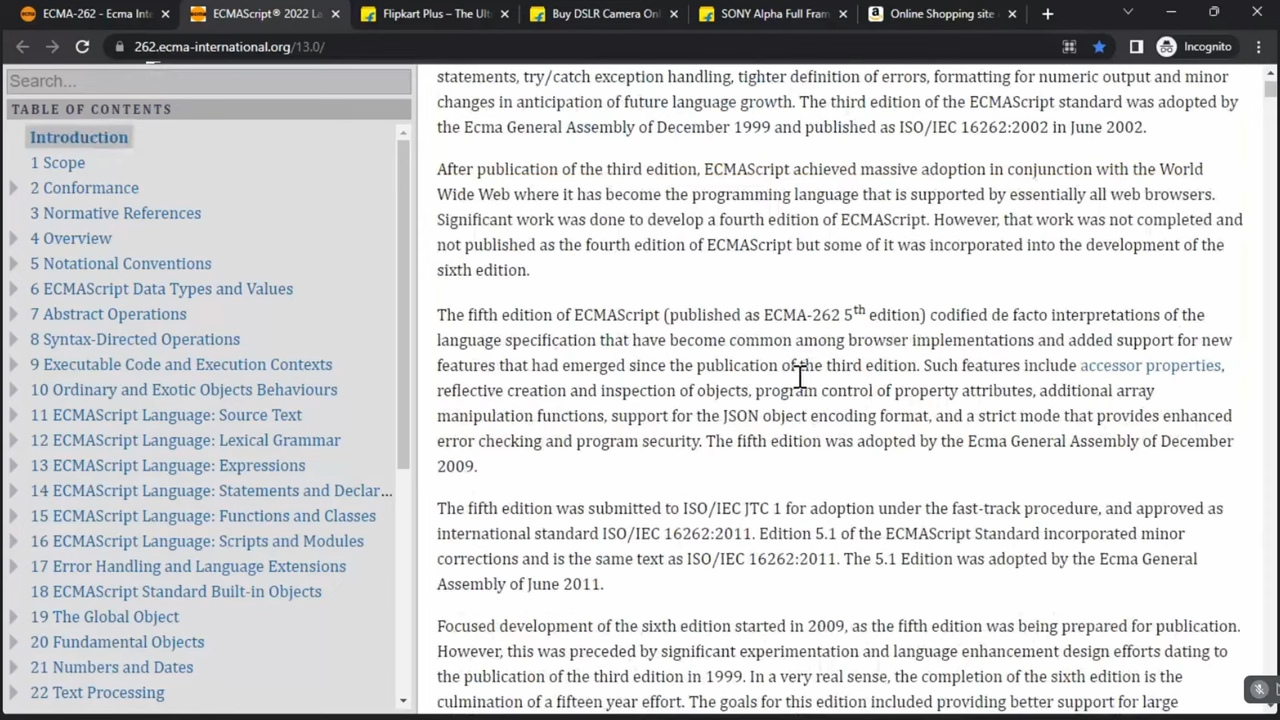 ECMA-262 - Ecma Inte
ECMAScript® 2022 La
Flipkart Plus – The Ult
Buy DSLR Camera Onl
SONY Alpha Full Fram
Online Shopping site
262.ecma-international.org/13.0/
Incognito
Search...
TABLE OF CONTENTS
Introduction
1 Scope
2 Conformance
3 Normative References
4 Overview
5 Notational Conventions
6 ECMAScript Data Types and Values
7 Abstract Operations
8 Syntax-Directed Operations
9 Executable Code and Execution Contexts
10 Ordinary and Exotic Objects Behaviours
11 ECMAScript Language: Source Text
12 ECMAScript Language: Lexical Grammar
13 ECMAScript Language: Expressions
14 ECMAScript Language: Statements and Declar...
15 ECMAScript Language: Functions and Classes
16 ECMAScript Language: Scripts and Modules
17 Error Handling and Language Extensions
18 ECMAScript Standard Built-in Objects
19 The Global Object
20 Fundamental Objects
21 Numbers and Dates
22 Text Processing
statements, try/catch exception handling, tighter definition of errors, formatting for numeric output and minor
changes in anticipation of future language growth. The third edition of the ECMAScript standard was adopted by
the Ecma General Assembly of December 1999 and published as ISO/IEC 16262:2002 in June 2002.
After publication of the third edition, ECMAScript achieved massive adoption in conjunction with the World
Wide Web where it has become the programming language that is supported by essentially all web browsers.
Significant work was done to develop a fourth edition of ECMAScript. However, that work was not completed and
not published as the fourth edition of ECMAScript but some of it was incorporated into the development of the
sixth edition.
The fifth edition of ECMAScript (published as ECMA-262 5th edition) codified de facto interpretations of the
language specification that have become common among browser implementations and added support for new
features that had emerged since the publication of the third edition. Such features include accessor properties,
reflective creation and inspection of objects, program control of property attributes, additional array
manipulation functions, support for the JSON object encoding format, and a strict mode that provides enhanced
error checking and program security. The fifth edition was adopted by the Ecma General Assembly of December
2009.
The fifth edition was submitted to ISO/IEC JTC 1 for adoption under the fast-track procedure, and approved as
international standard ISO/IEC 16262:2011. Edition 5.1 of the ECMAScript Standard incorporated minor
corrections and is the same text as ISO/IEC 16262:2011. The 5.1 Edition was adopted by the Ecma General
Assembly of June 2011.
Focused development of the sixth edition started in 2009, as the fifth edition was being prepared for publication.
However, this was preceded by significant experimentation and language enhancement design efforts dating to
the publication of the third edition in 1999. In a very real sense, the completion of the sixth edition is the
culmination of a fifteen year effort. The goals for this edition included providing better support for large